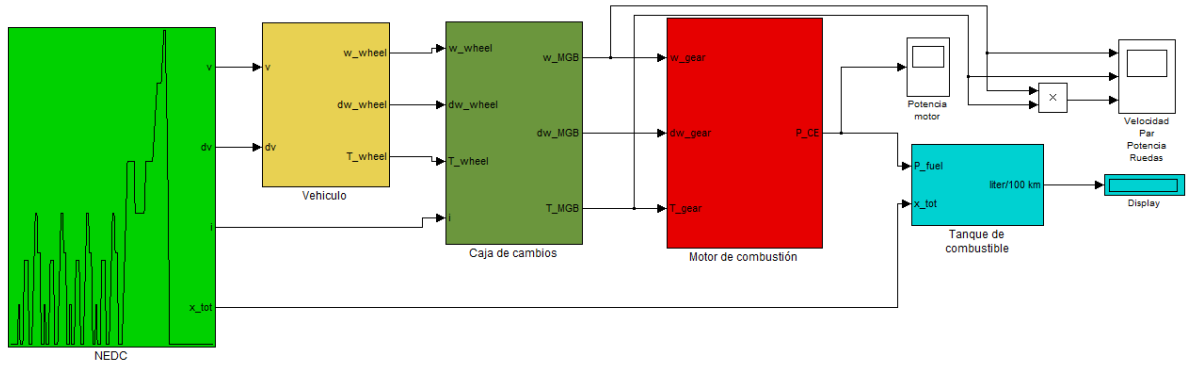 v
dv
i
x_tot
NEDC
v
dv
w_wheel
dw_wheel
T_wheel
Vehiculo
w_wheel
dw_wheel
T_wheel
i
w_MGB
dw_MGB
T_MGB
Caja de cambios
w_gear
dw_gear
T_gear
P_CE
Motor de combustión
Potencia
motor
P_fuel
x_tot
liter/100 km
Tanque de
combustible
×
Velocidad
Par
Potencia
Ruedas
Display